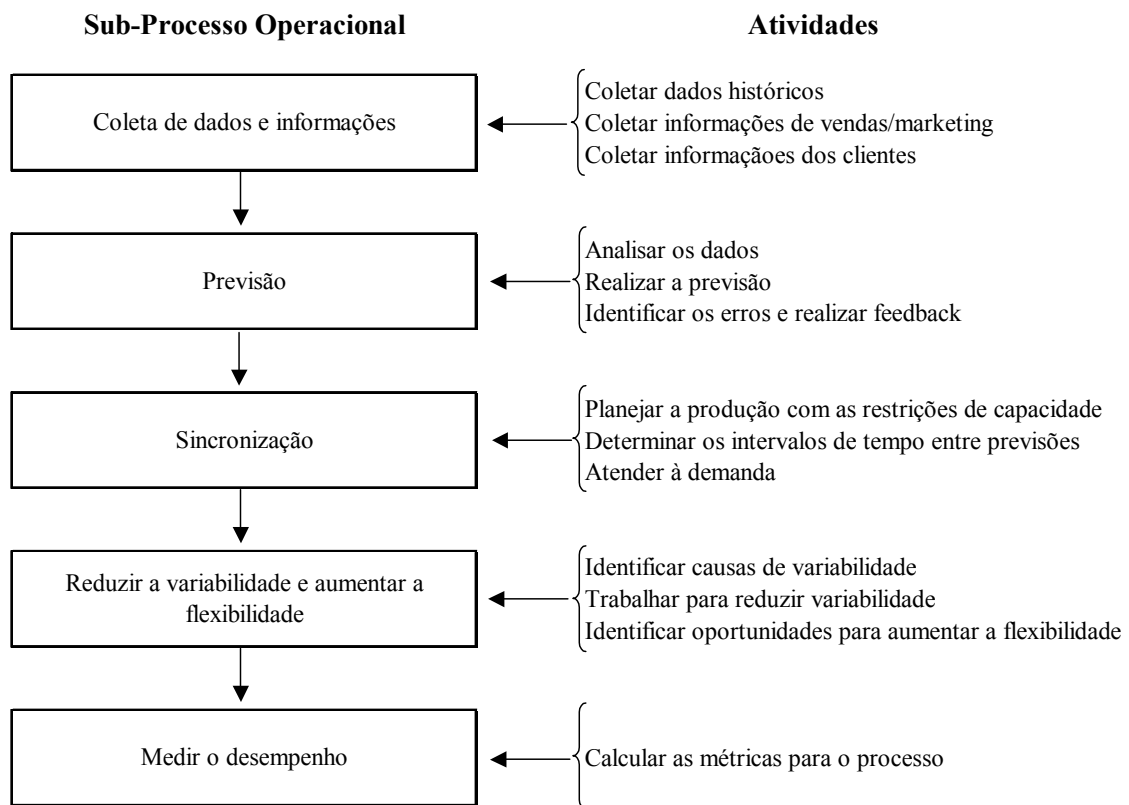 Sub-Processo Operacional
Atividades
Coleta de dados e informações
Coletar dados históricos
Coletar informações de vendas/marketing
Coletar informaçãoes dos clientes
Previsão
Analisar os dados
Realizar a previsão
Identificar os erros e realizar feedback
Sincronização
Planejar a produção com as restrições de capacidade
Determinar os intervalos de tempo entre previsões
Atender à demanda
Reduzir a variabilidade e aumentar a
flexibilidade
Identificar causas de variabilidade
Trabalhar para reduzir variabilidade
Identificar oportunidades para aumentar a flexibilidade
Medir o desempenho
Calcular as métricas para o processo